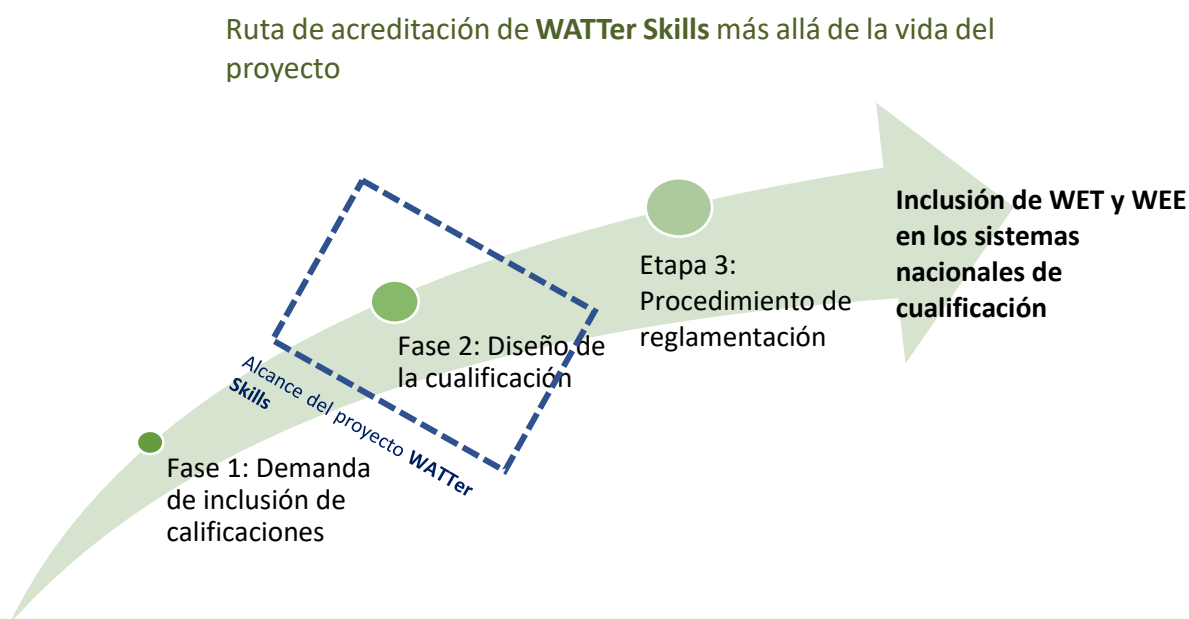 Ruta de acreditación de WATTer Skills más allá de la vida del
proyecto
Inclusión de WET y WEE
en los sistemas
nacionales de
cualificación
Etapa 3:
Procedimiento de
reglamentación
Fase 2: Diseño de
la cualificación
Alcance del proyecto WATTer
Skills
Fase 1: Demanda
de inclusión de
calificaciones